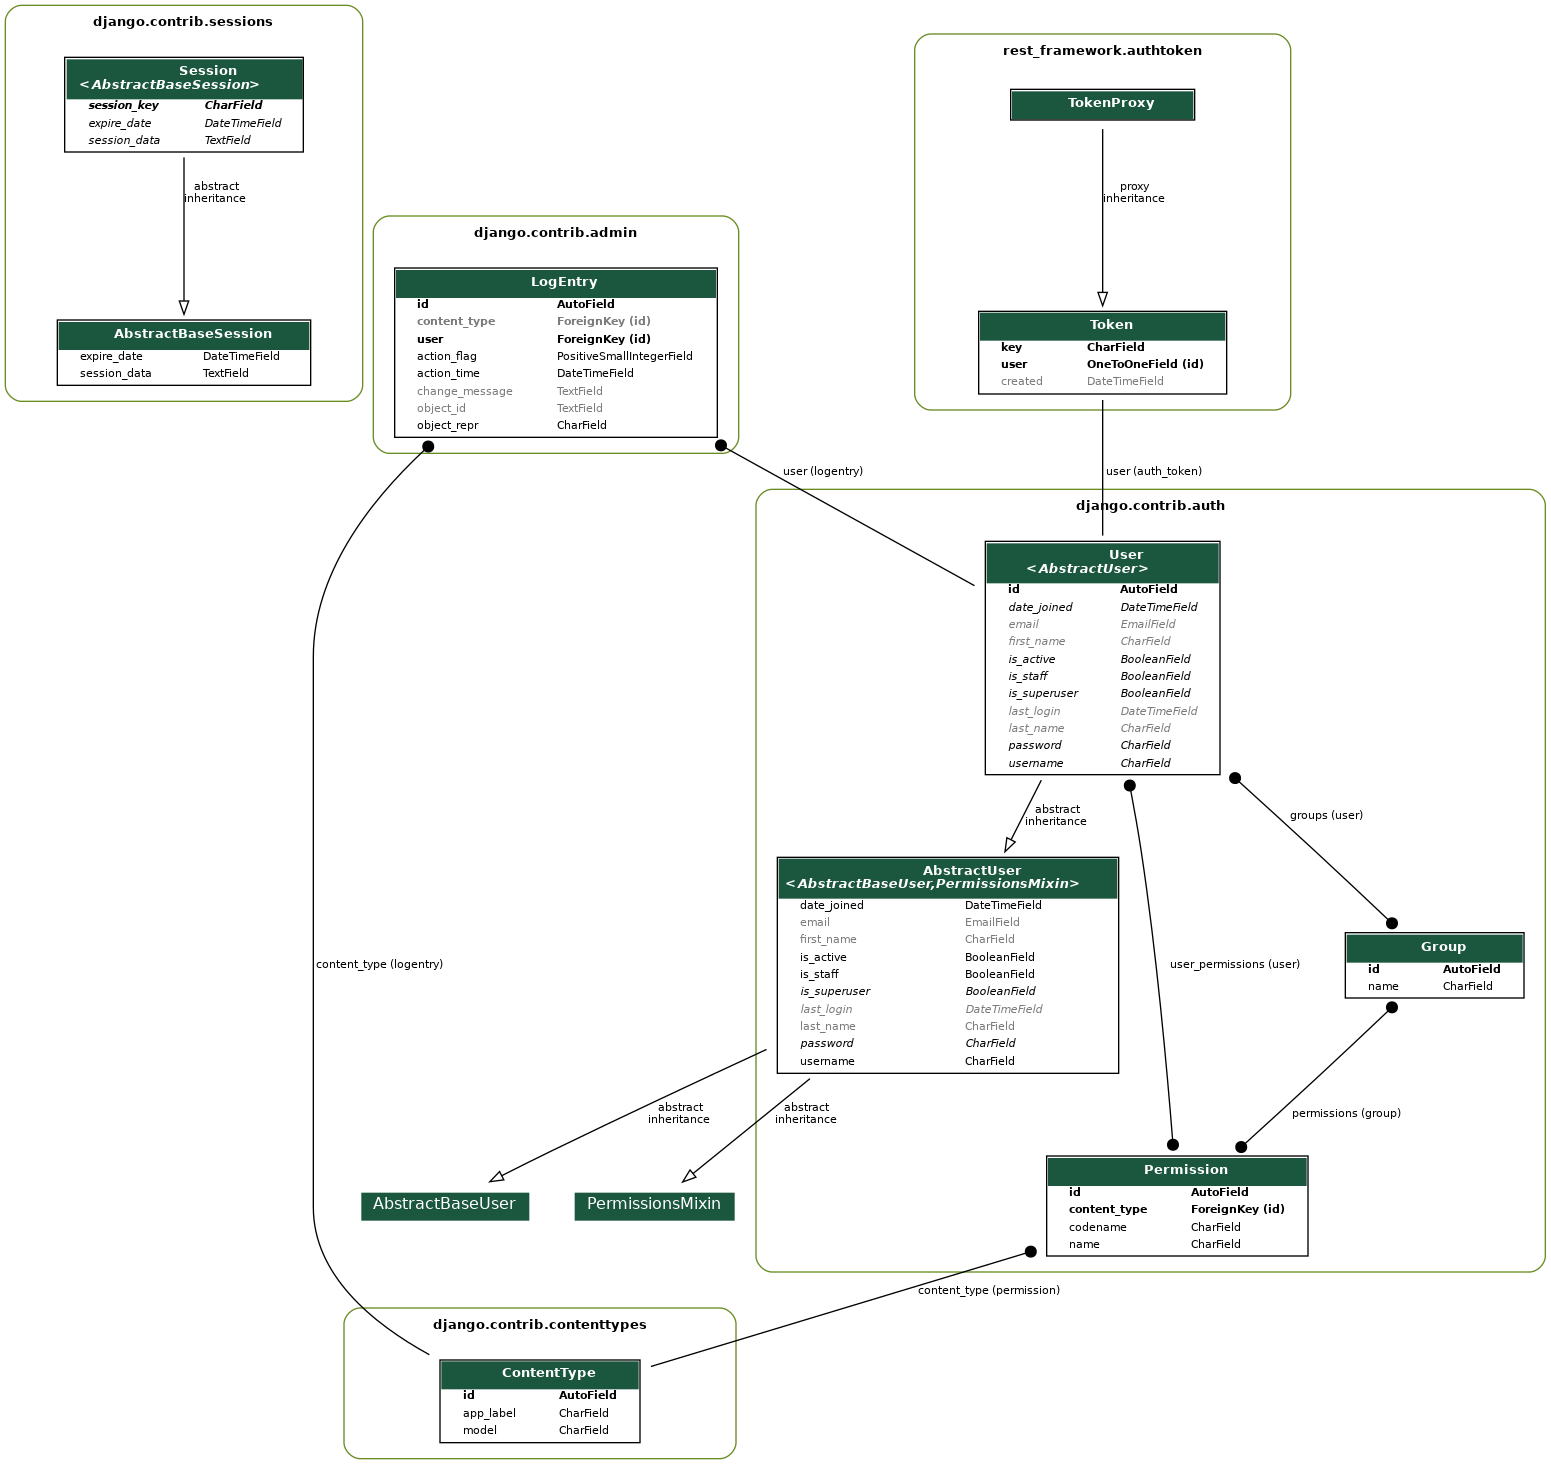 django.contrib.sessions
Session
<AbstractBaseSession>
session_key CharField
expire_date DateTimeField
session_data TextField
abstract
inheritance
AbstractBaseSession
expire_date DateTimeField
session_data TextField
django.contrib.admin
LogEntry
id AutoField
content_type ForeignKey (id)
user ForeignKey (id)
action_flag PositiveSmallIntegerField
action_time DateTimeField
change_message TextField
object_id TextField
object_repr CharField
rest_framework.authtoken
TokenProxy
proxy
inheritance
Token
key CharField
user OneToOneField (id)
created DateTimeField
user (logentry)
user (auth_token)
django.contrib.auth
User
<AbstractUser>
id AutoField
date_joined DateTimeField
email EmailField
first_name CharField
is_active BooleanField
is_staff BooleanField
is_superuser BooleanField
last_login DateTimeField
last_name CharField
password CharField
username CharField
abstract
inheritance
groups (user)
AbstractUser
<AbstractBaseUser,PermissionsMixin>
date_joined DateTimeField
email EmailField
first_name CharField
is_active BooleanField
is_staff BooleanField
is_superuser BooleanField
last_login DateTimeField
last_name CharField
password CharField
username CharField
content_type (logentry)
user_permissions (user)
Group
id AutoField
name CharField
abstract
inheritance
abstract
inheritance
permissions (group)
AbstractBaseUser
PermissionsMixin
Permission
id AutoField
content_type ForeignKey (id)
codename CharField
name CharField
content_type (permission)
django.contrib.contenttypes
ContentType
id AutoField
app_label CharField
model CharField